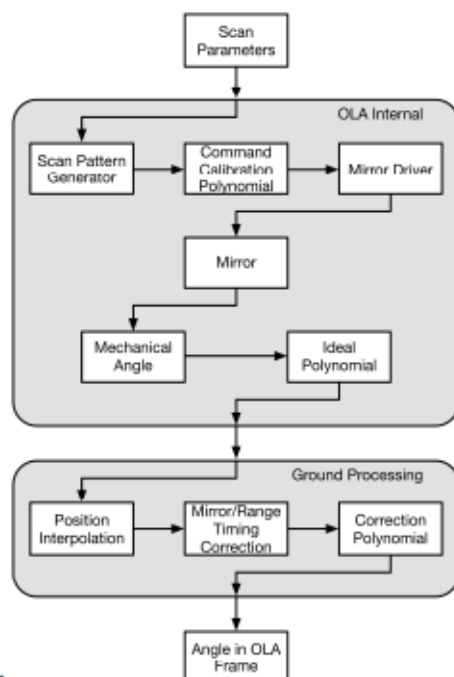 Scan
Parameters
OLA Internal
Scan Pattern
Generator
Command
Calibration
Polynomial
Mirror Driver
Mirror
Mechanical
Angle
Ideal
Polynomial
Ground Processing
Position
Interpolation
Mirror/Range
Timing
Correction
Correction
Polynomial
Angle in OLA
Frame